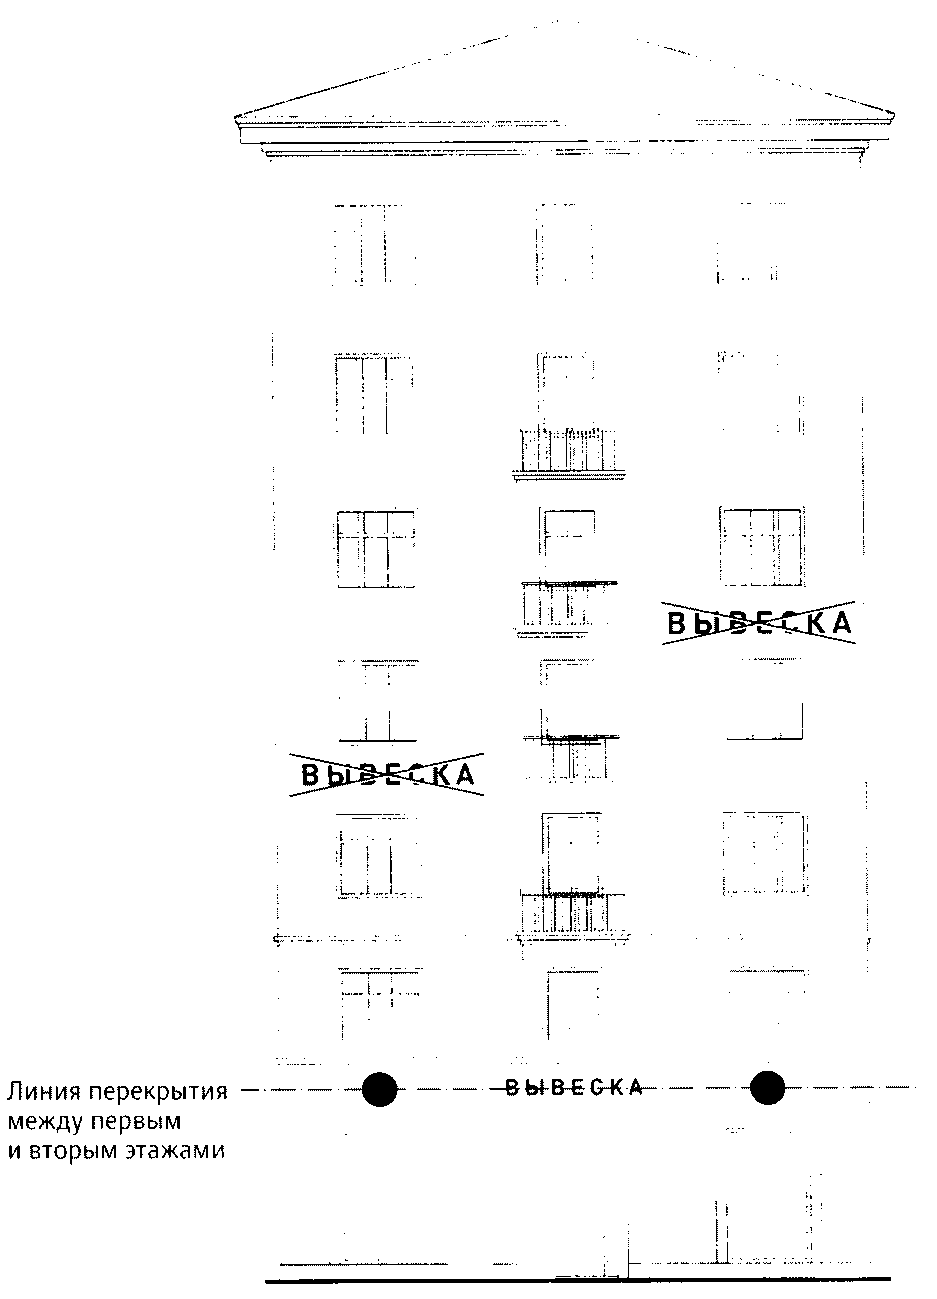 ВЫВЕСКА
ВЫВЕСКА
Линия перекрытия
между первым
и вторым этажами
ВЫВЕСКА